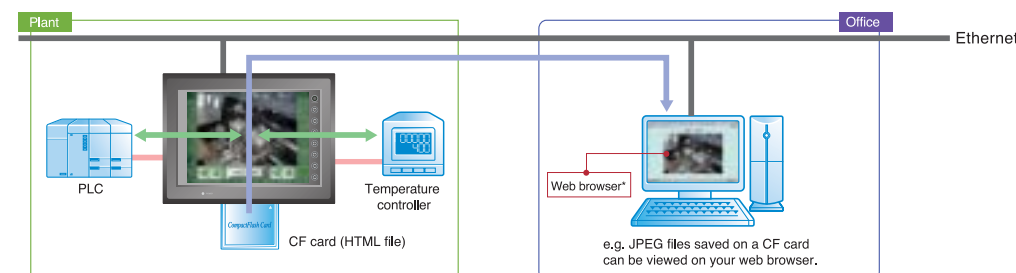 Plant
Office
Ethernet
PLC
Temperature
controller
CompactFlash Card
CF card (HTML file)
Web browser*
e.g. JPEG files saved on a CF card
can be viewed on your web browser.